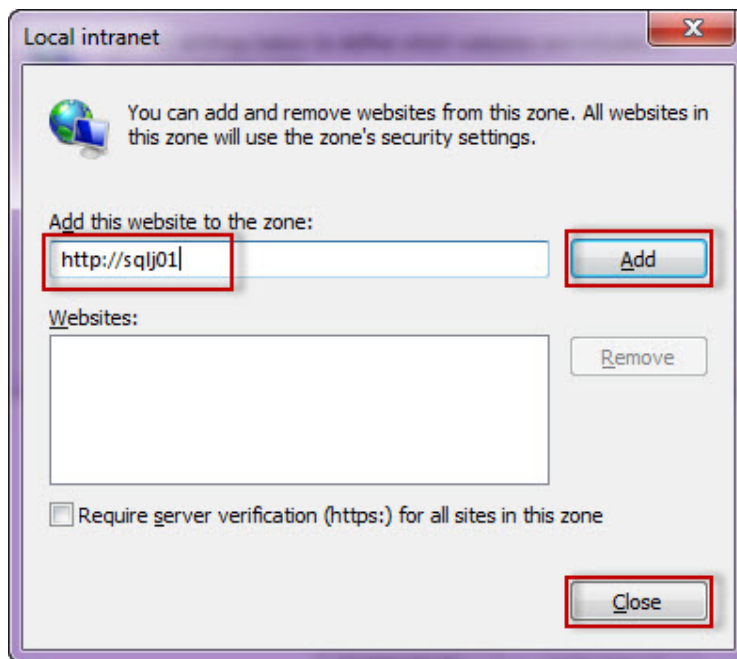 Local intranet
You can add and remove websites from this zone. All websites in
this zone will use the zone's security settings.
Add this website to the zone:
http://sqlj01
Add
Websites:
Remove
Require server verification (https:) for all sites in this zone
Close